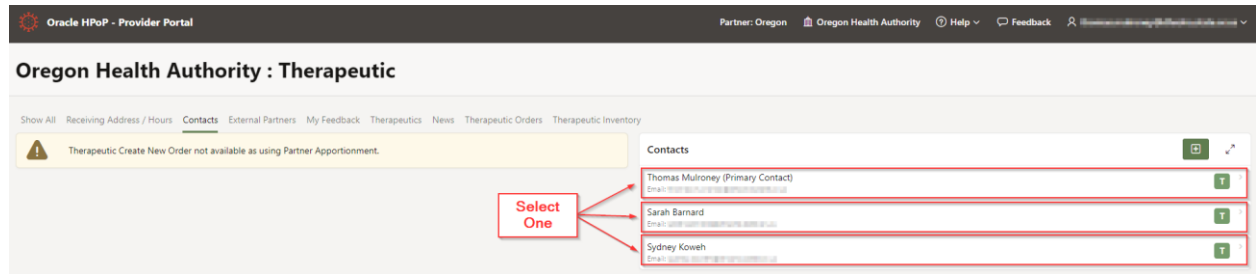 Oracle HPoP - Provider Portal
Partner: Oregon Oregon Health Authority Help Feedback
Oregon Health Authority : Therapeutic
Show All Receiving Address / Hours Contacts External Partners My Feedback Therapeutics News Therapeutic Orders Therapeutic Inventory
Therapeutic Create New Order not available as using Partner Apportionment.
Contacts
Thomas Mulroney (Primary Contact)
Email:
T
Select
One
Sarah Barnard
Email:
T
Sydney Koweh
Email:
T